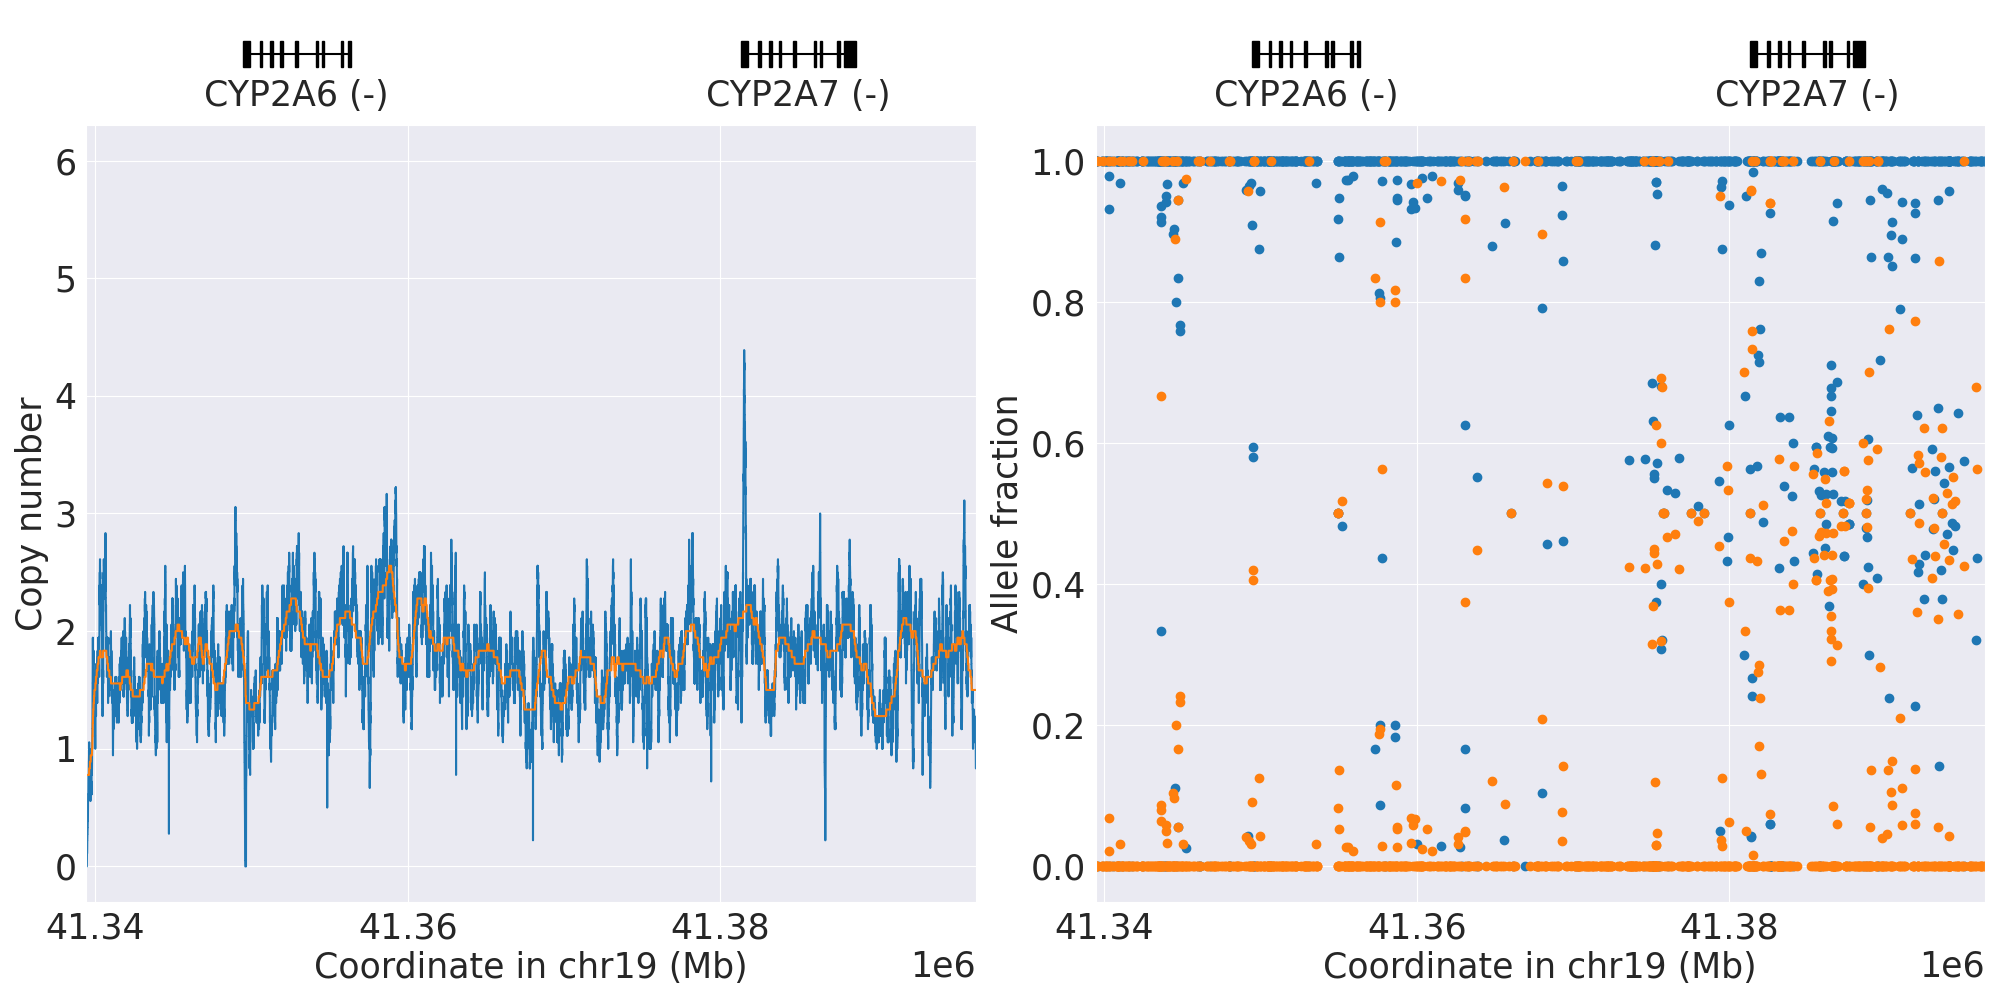 CYP2A6 (-)
CYP2A7 (-)
6
5
4
3
2
1
0
Copy number
41.34
41.36
41.38
Coordinate in chr19 (Mb)
1e6
CYP2A6 (-)
CYP2A7 (-)
1.0
0.8
0.6
0.4
0.2
0.0
Allele fraction
41.34
41.36
41.38
Coordinate in chr19 (Mb)
1e6